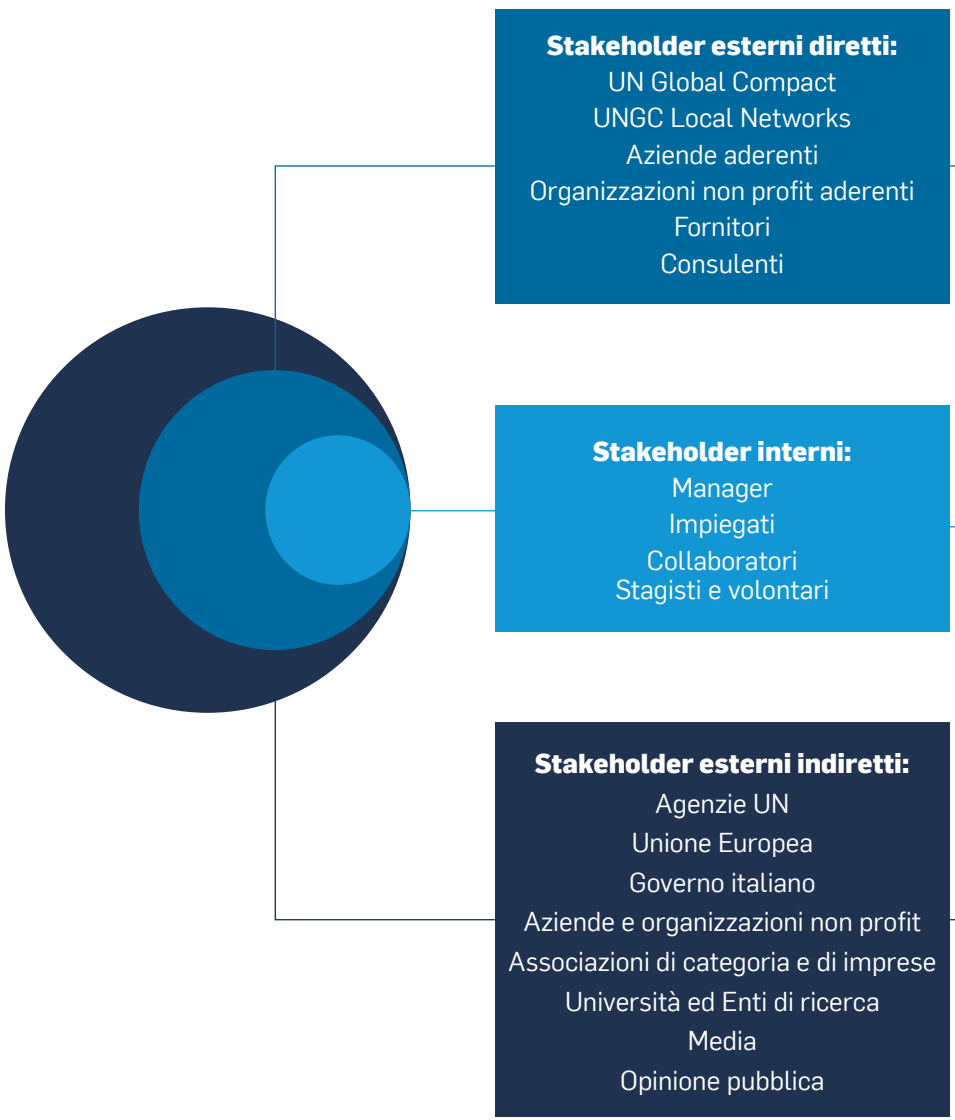 Stakeholder esterni diretti:
UN Global Compact
UNGC Local Networks
Aziende aderenti
Organizzazioni non profit aderenti
Fornitori
Consulenti
Stakeholder interni:
Manager
Impiegati
Collaboratori
Stagisti e volontari
Stakeholder esterni indiretti:
Agenzie UN
Unione Europea
Governo italiano
Aziende e organizzazioni non profit
Associazioni di categoria e di imprese
Università ed Enti di ricerca
Media
Opinione pubblica